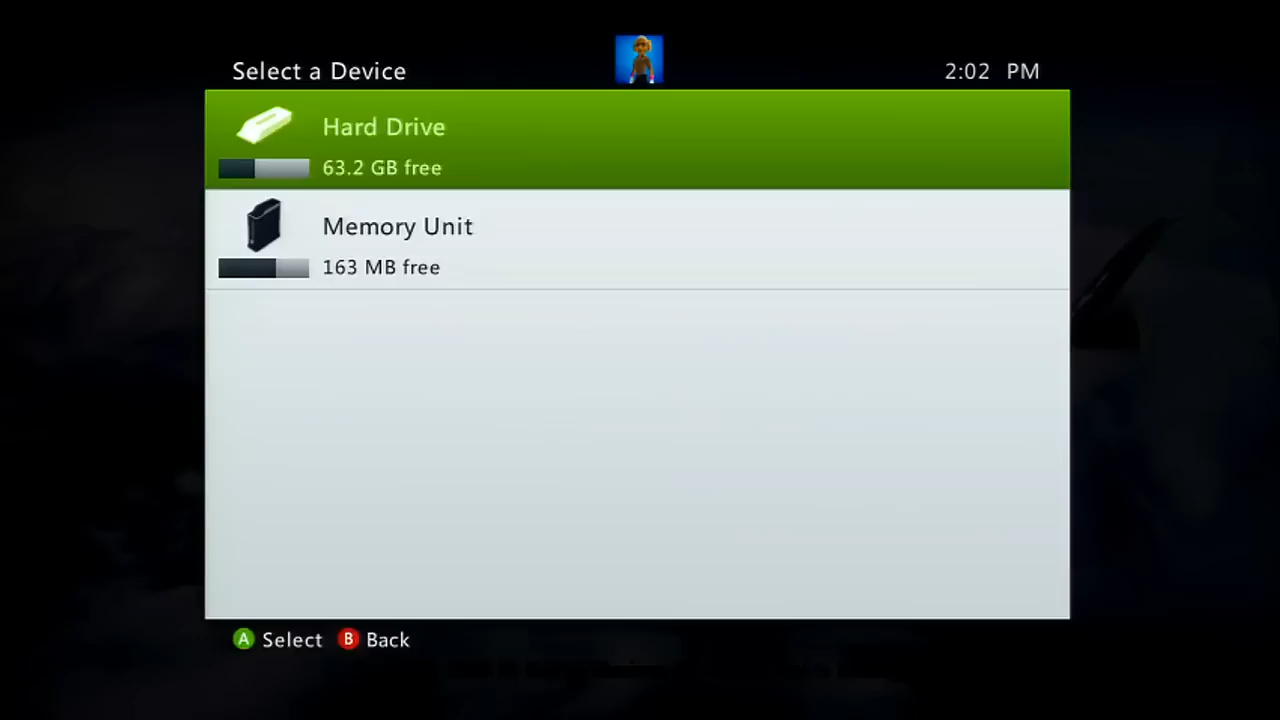 Select a Device
2:02 PM
Hard Drive
63.2 GB free
Memory Unit
163 MB free
A Select B Back